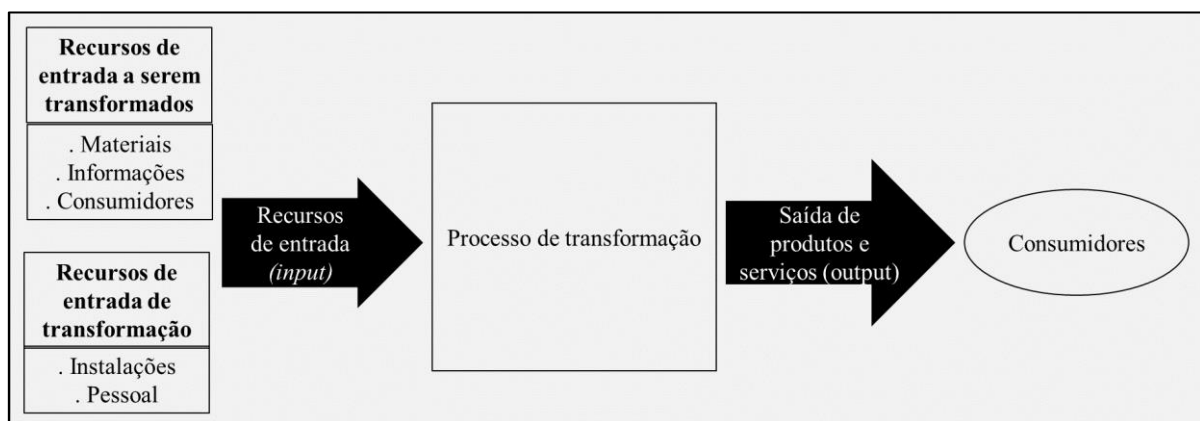 Recursos de
entrada a serem
transformados
. Materiais
. Informações
. Consumidores
Recursos de
entrada de
transformação
. Instalações
. Pessoal
Recursos
de entrada
(input)
Processo de transformação
Saída de
produtos e
serviços (output)
Consumidores